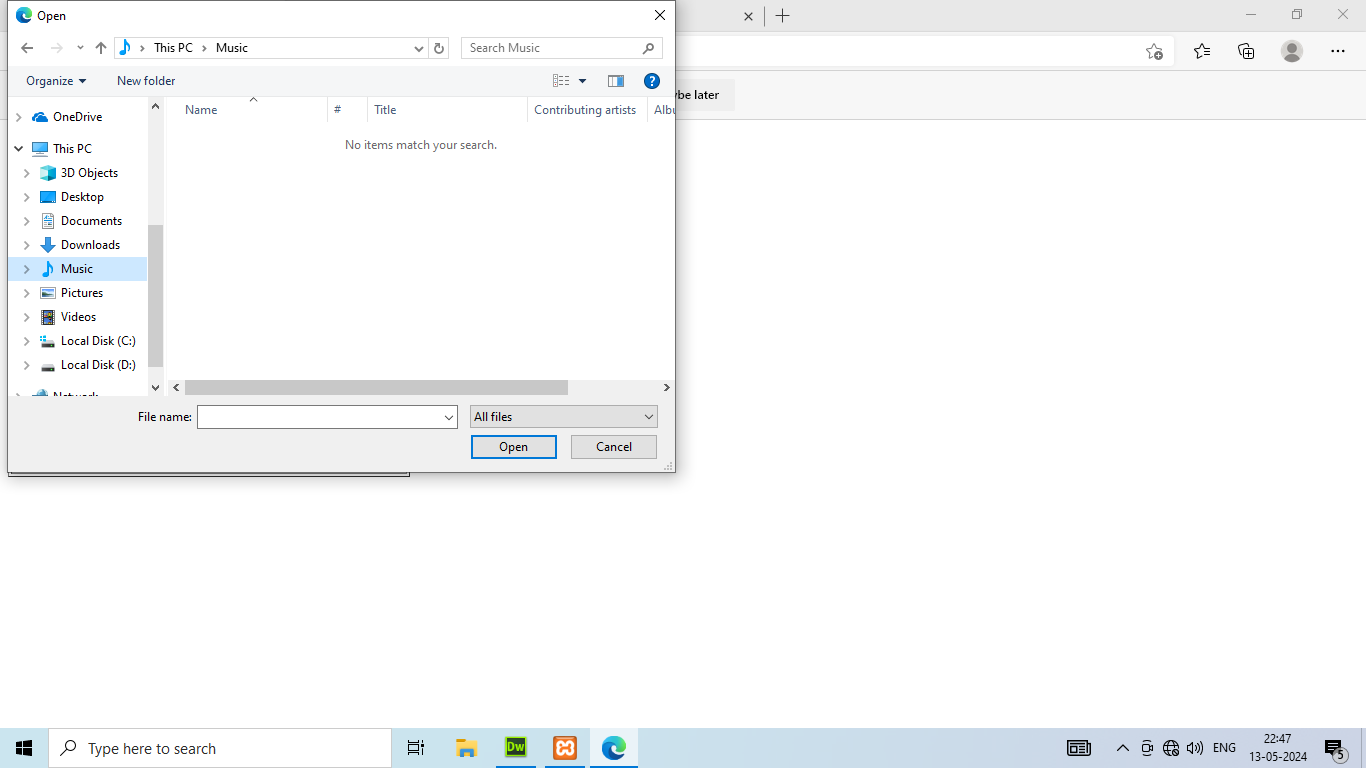 Open
This PC
Music
Search Music
Organize
New folder
?
ybe later
OneDrive
This PC
3D Objects
Desktop
Documents
Downloads
Music
Pictures
Videos
Local Disk (C:)
Local Disk (D:)
Network
Name
#
Title
Contributing artists
Albu
No items match your search.
File name:
All files
Open
Cancel
Type here to search
Dw
ENG
22:47
13-05-2024
5